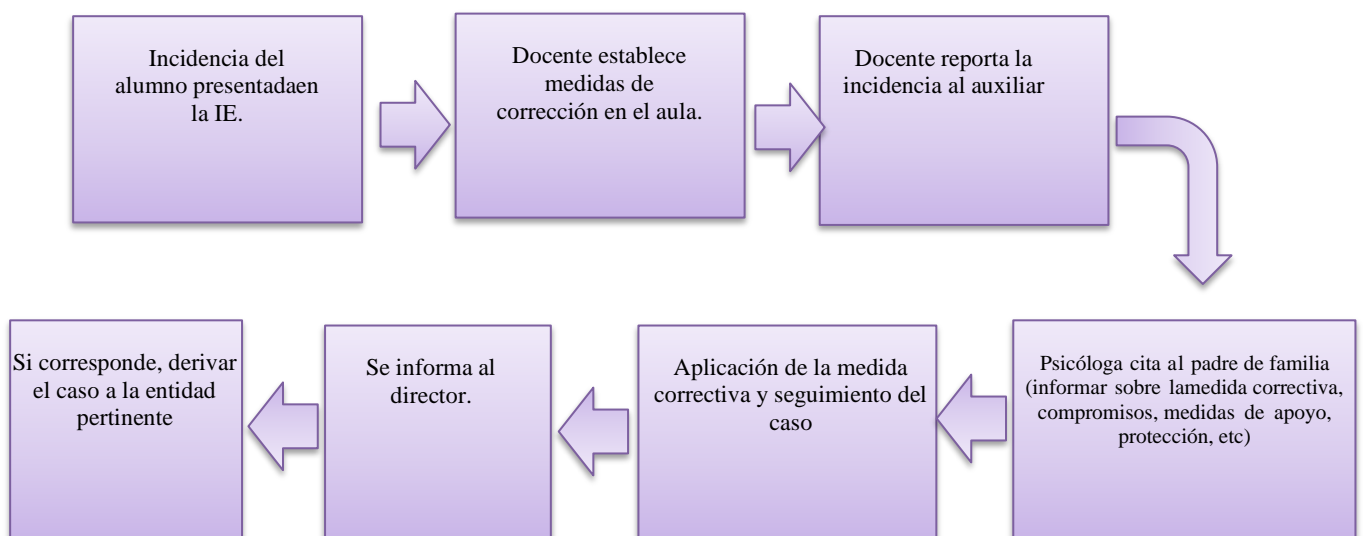 Incidencia del
alumno presentadaen
la IE.
Docente establece
medidas de
corrección en el aula.
Docente reporta la
incidencia al auxiliar
Psicóloga cita al padre de familia
(informar sobre lamedida correctiva,
compromisos, medidas de apoyo,
protección, etc)
Aplicación de la medida
correctiva y seguimiento del
caso
Se informa al
director.
Si corresponde, derivar
el caso a la entidad
pertinente